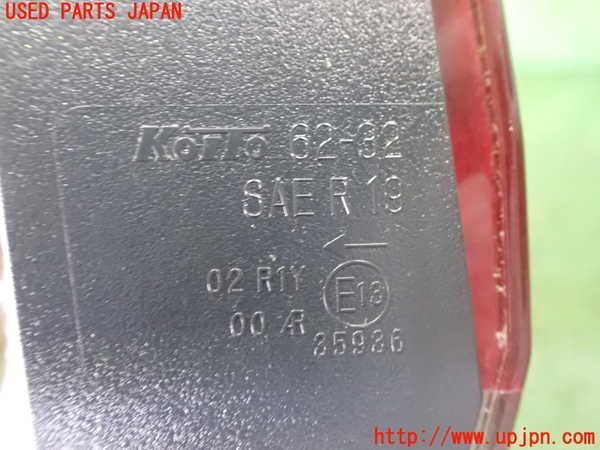 USED PARTS JAPAN
KOITO 62-32
SAE R 19
←
02 R1Y E13
00 AR 35936
http://www.upjpn.com